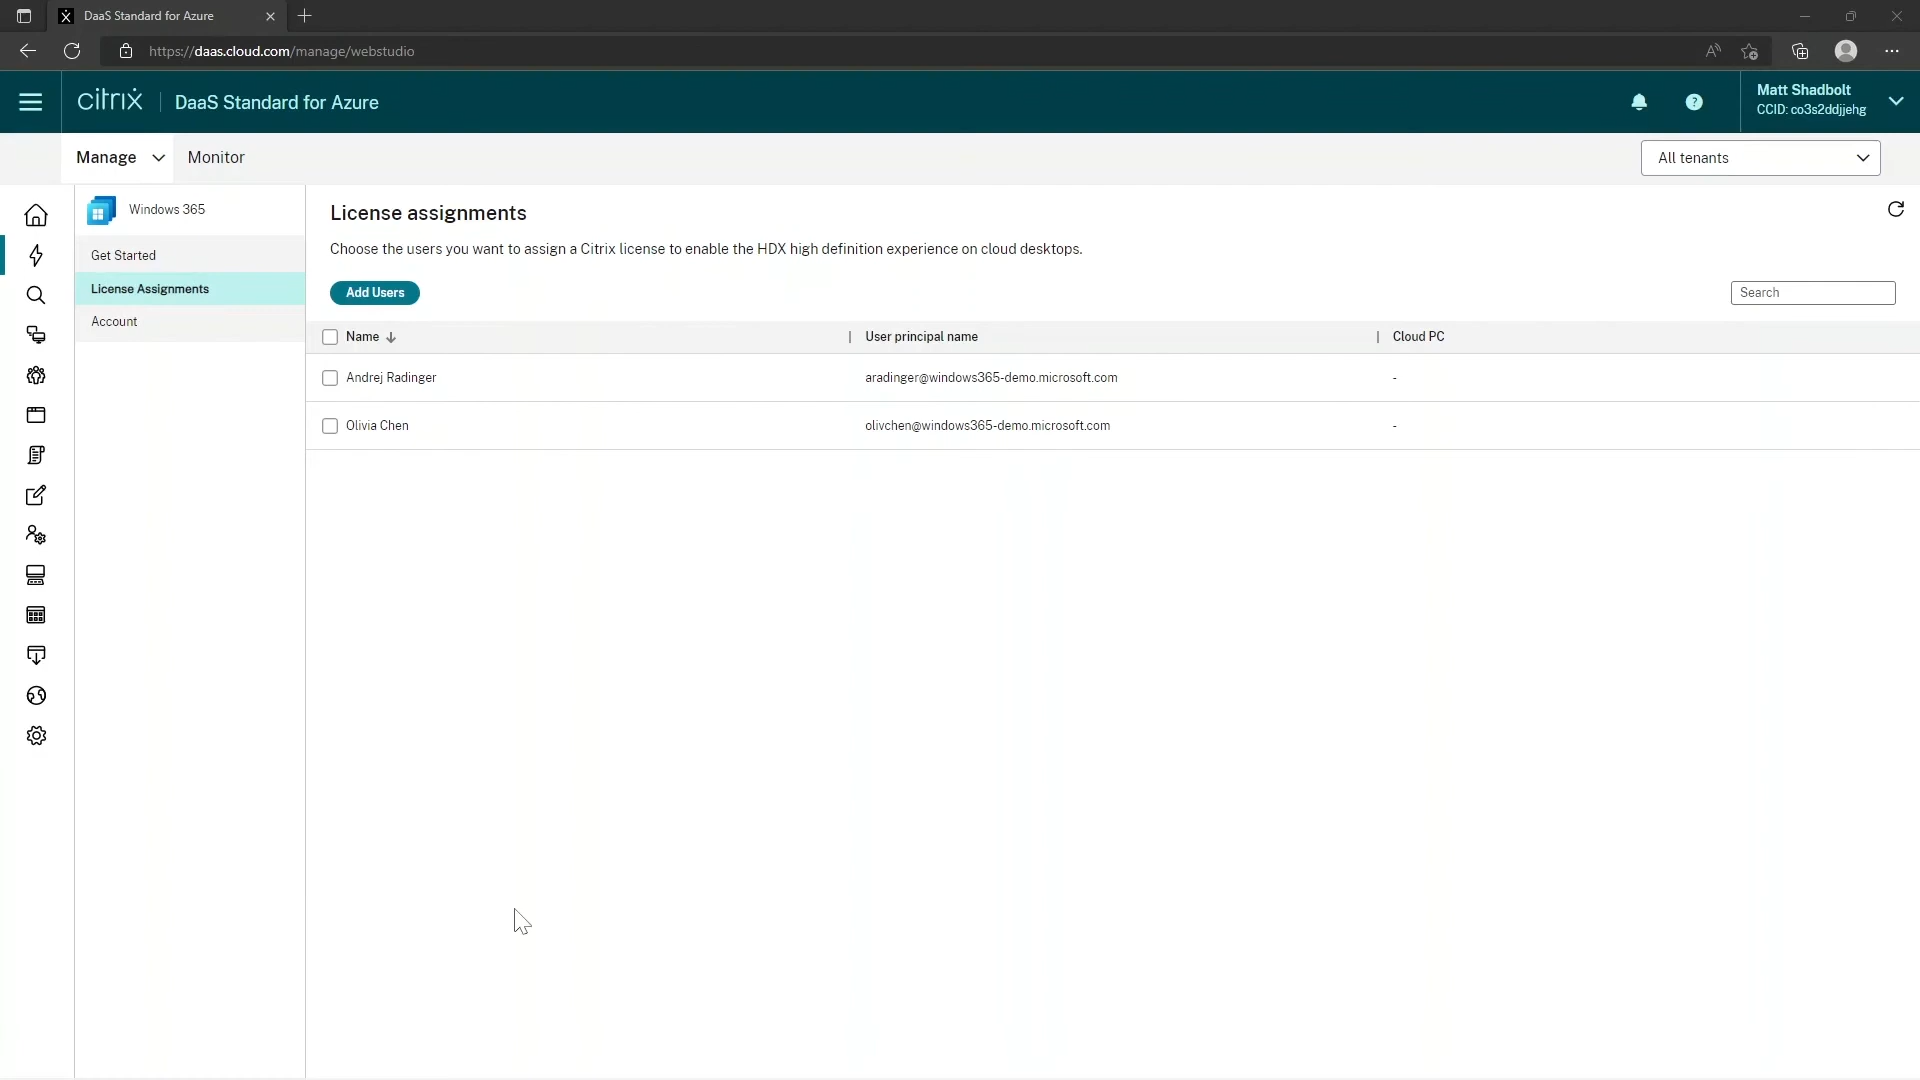 DaaS Standard for Azure
https://daas.cloud.com/manage/webstudio
citrix DaaS Standard for Azure
Matt Shadbolt
CCID: co3s2ddjjehg
Manage Monitor All tenants
Windows 365
Get Started
License Assignments
Account
License assignments
Choose the users you want to assign a Citrix license to enable the HDX high definition experience on cloud desktops.
Add Users Search
Name User principal name Cloud PC
Andrej Radinger aradinger@windows365-demo.microsoft.com -
Olivia Chen olivchen@windows365-demo.microsoft.com -